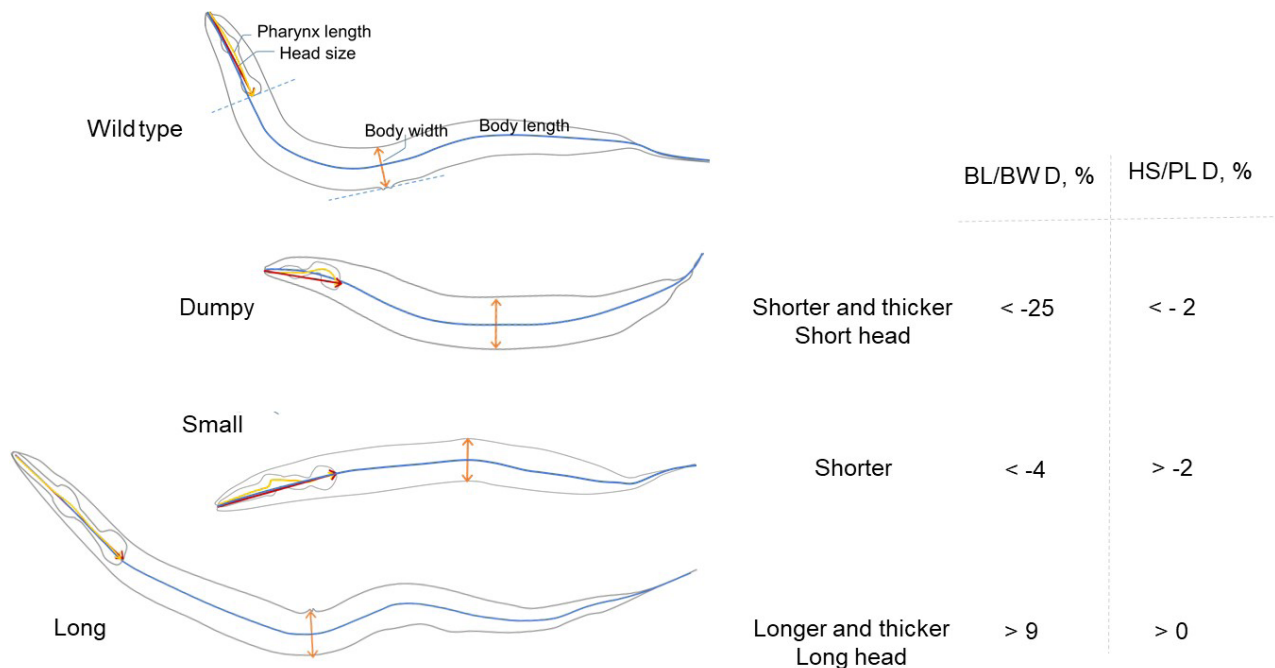 Pharynx length
Head size
Wild type
Body width
Body length
BL/BW D, %
HS/PL D, %
Dumpy
Shorter and thicker
Short head
< -25
< - 2
Small
Shorter
< -4
> -2
Long
Longer and thicker
Long head
> 9
> 0